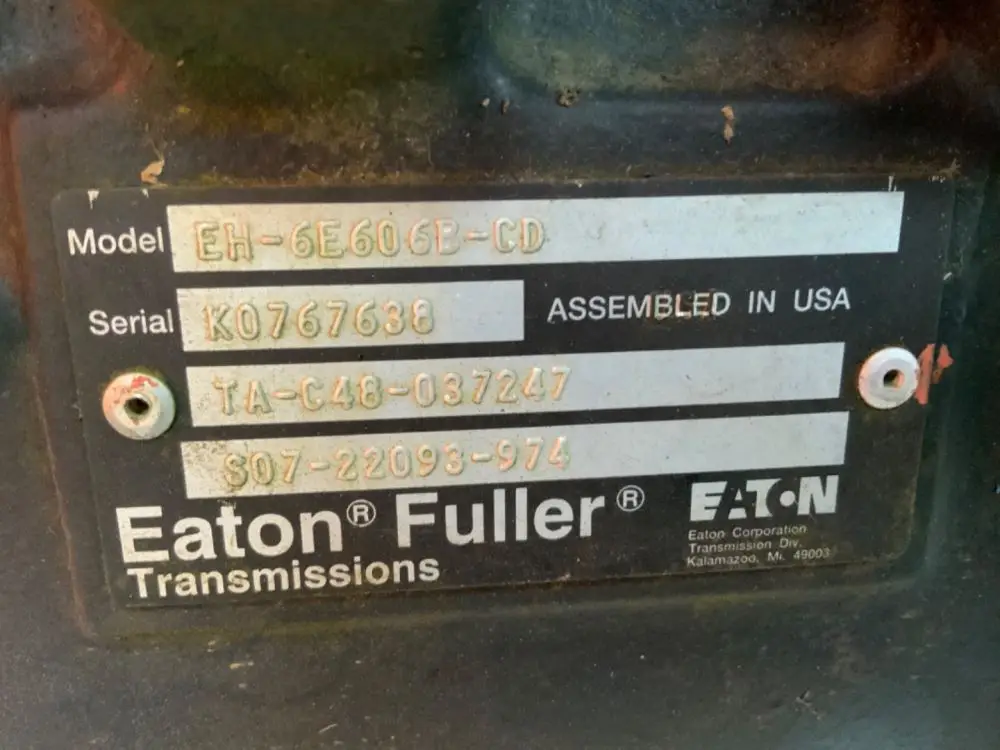 Model EH-6E606B-CD
Serial K0767638 ASSEMBLED IN USA
TA-C48-037247
S07-22093-974
Eaton® Fuller®
Transmissions
EATON
Eaton Corporation
Transmission Div.
Kalamazoo, Mi. 49003